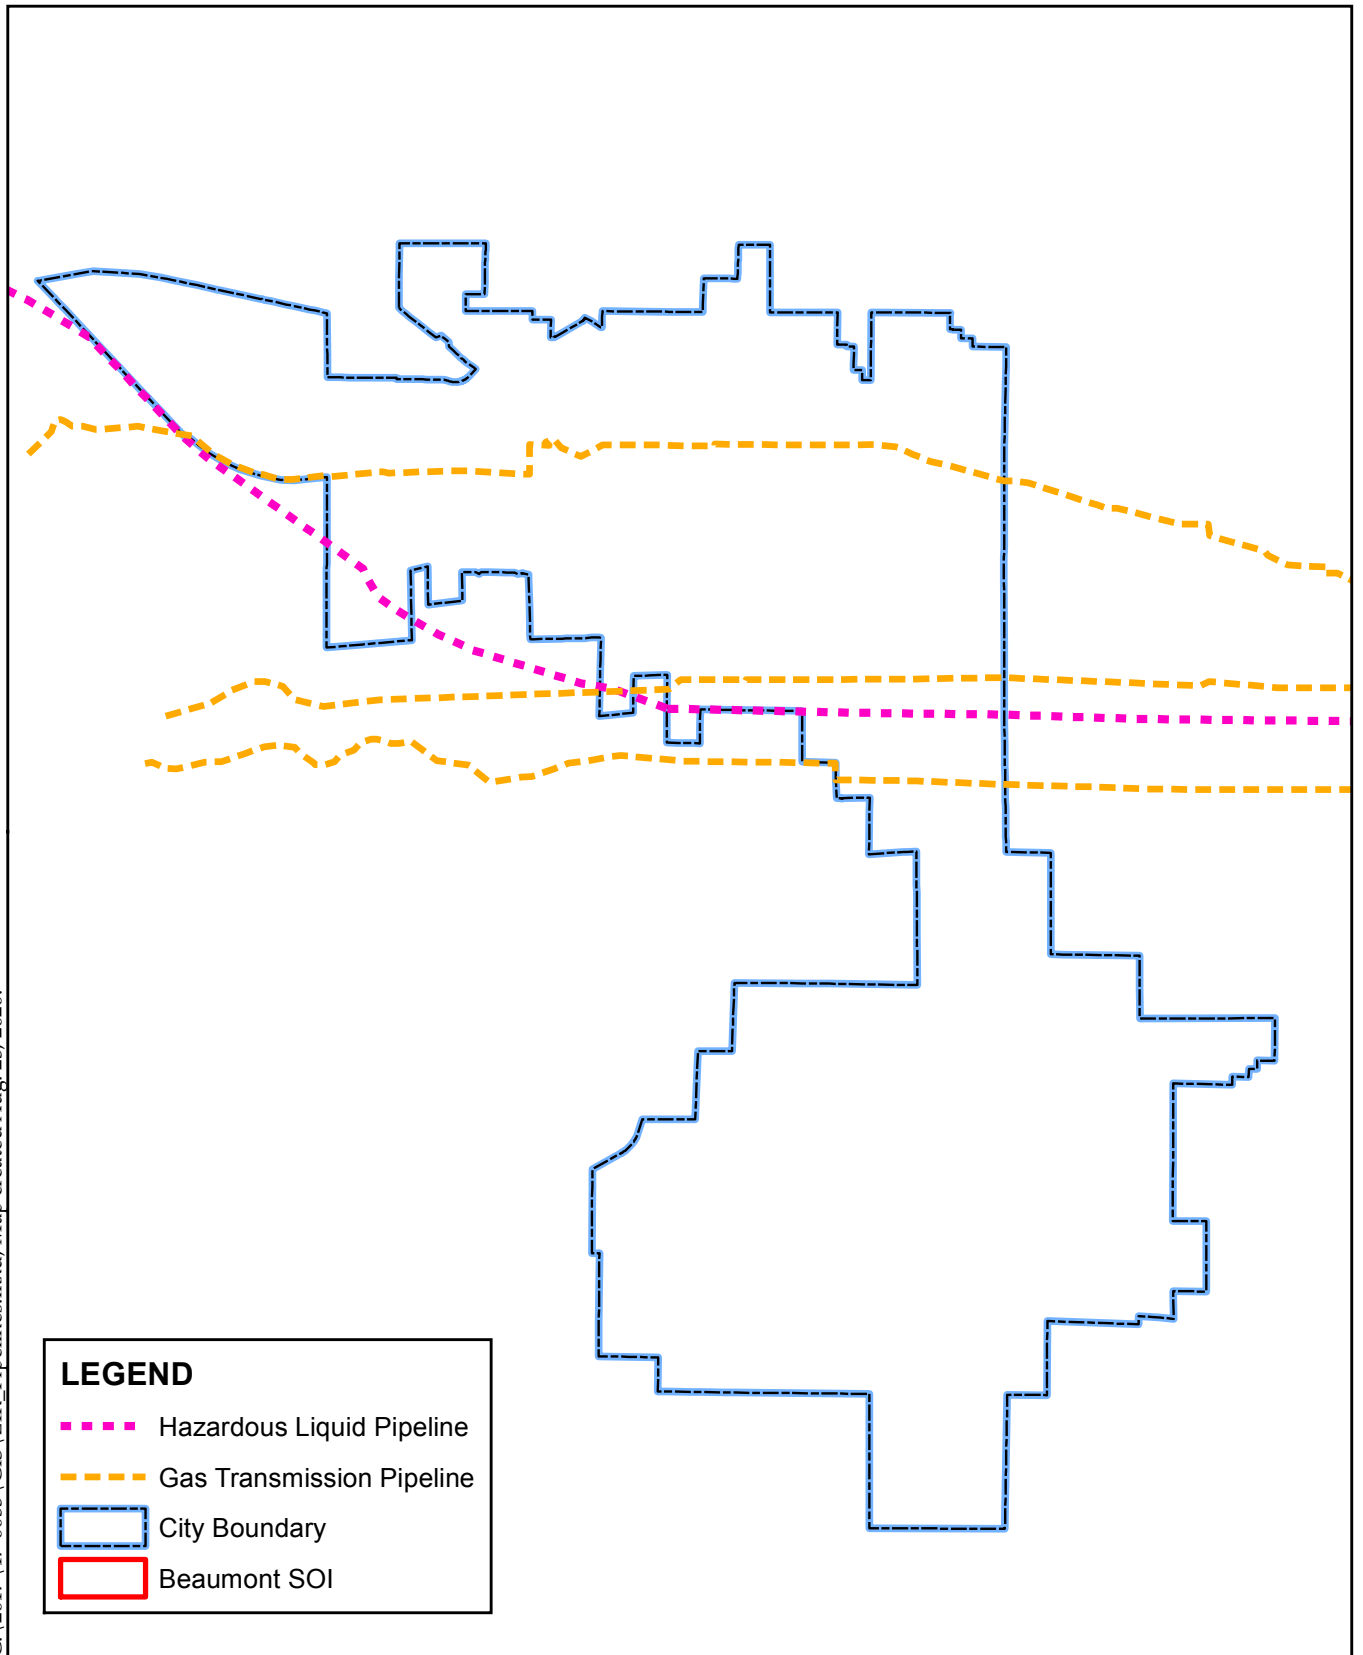 LEGEND
Hazardous Liquid Pipeline
Gas Transmission Pipeline
City Boundary
Beaumont SOI